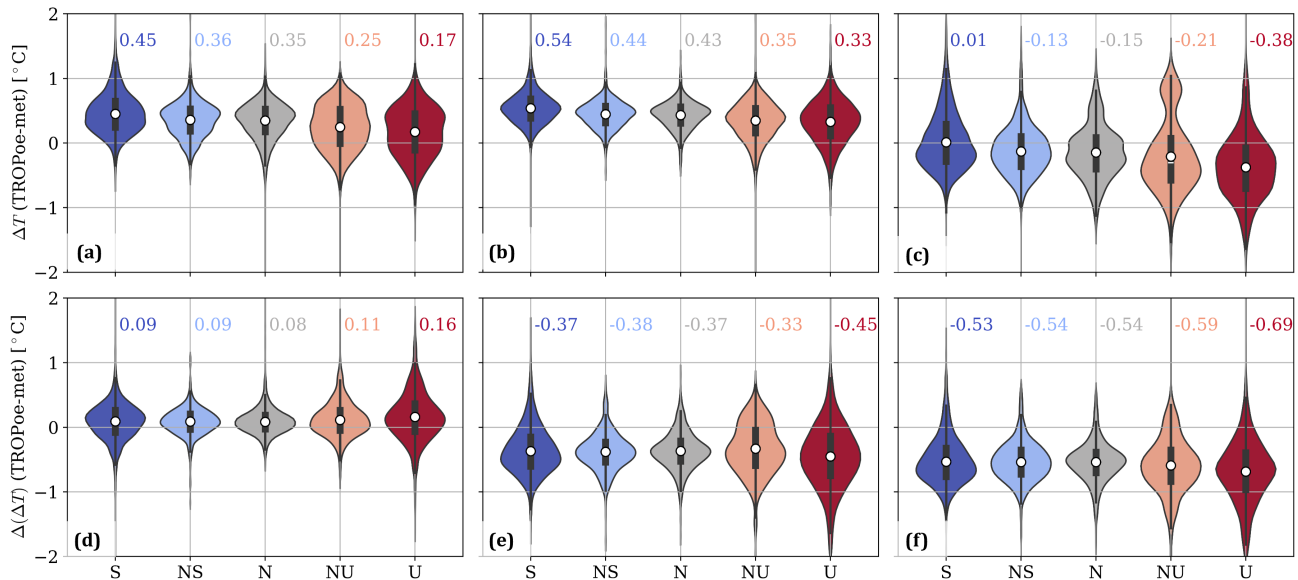 2
1
0
−1
−2
ΔT (TROPoe-met) [°C]
0.45 0.36 0.35 0.25 0.17
(a)
0.54 0.44 0.43 0.35 0.33
(b)
0.01 -0.13 -0.15 -0.21 -0.38
(c)
2
1
0
−1
−2
Δ(ΔT) (TROPoe-met) [°C]
0.09 0.09 0.08 0.11 0.16
(d)
S NS N NU U
-0.37 -0.38 -0.37 -0.33 -0.45
(e)
S NS N NU U
-0.53 -0.54 -0.54 -0.59 -0.69
(f)
S NS N NU U